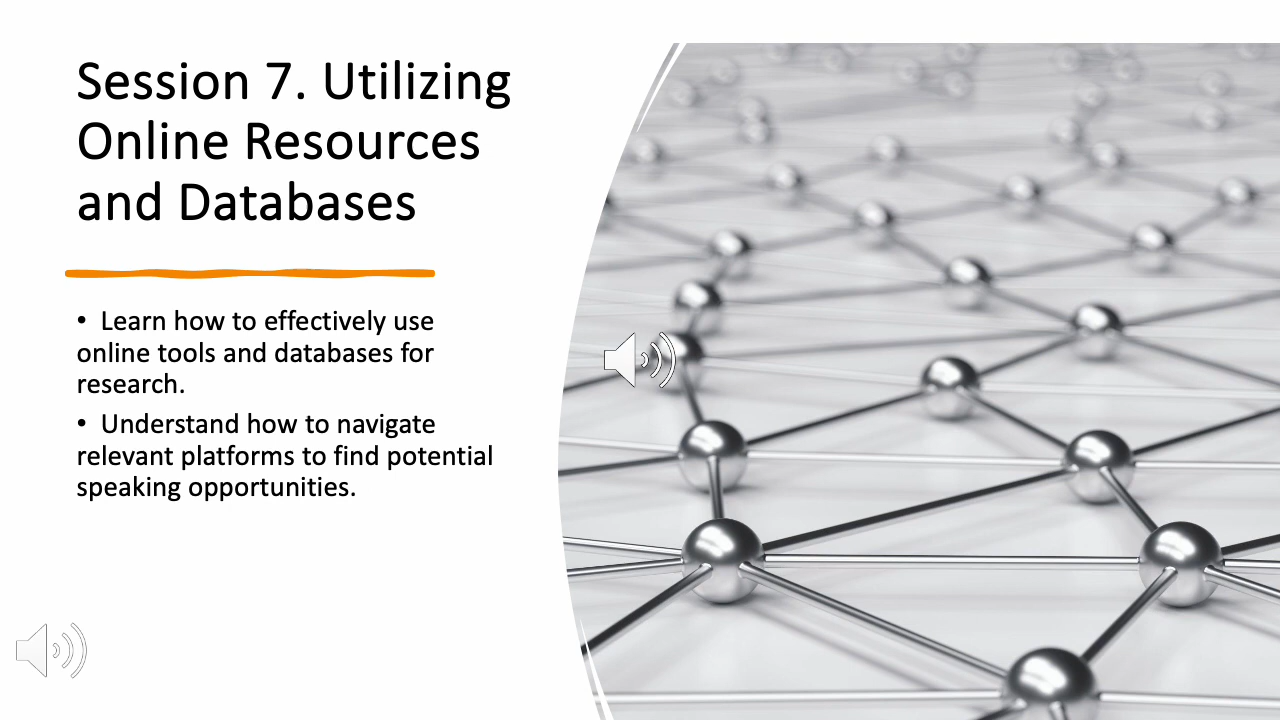 Session 7. Utilizing
Online Resources
and Databases
• Learn how to effectively use
online tools and databases for
research.
• Understand how to navigate
relevant platforms to find potential
speaking opportunities.